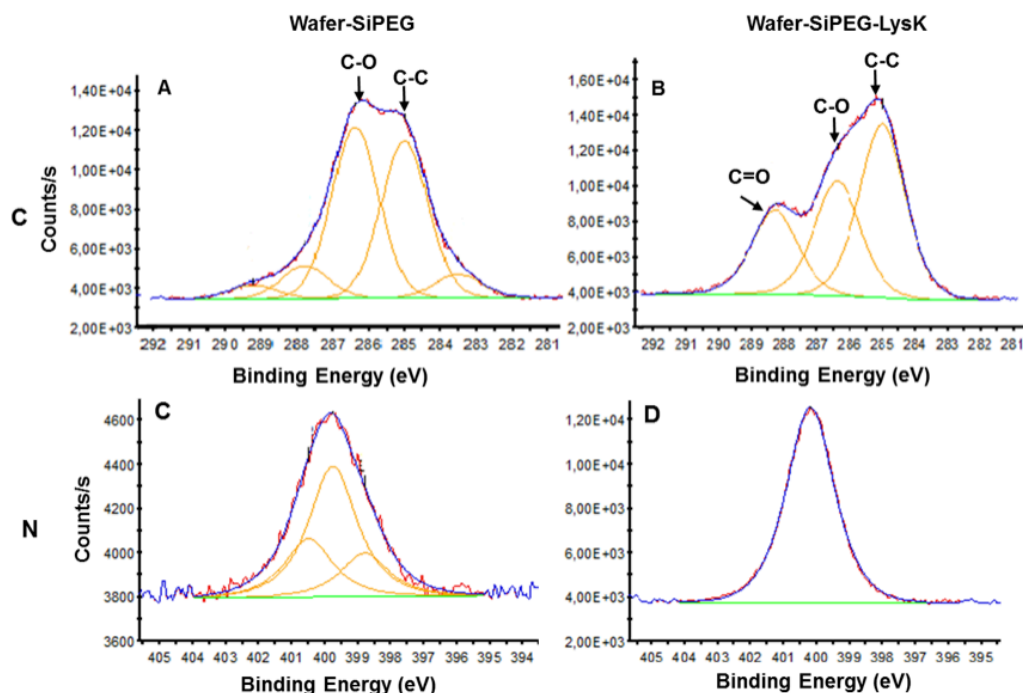 Wafer-SiPEG
Wafer-SiPEG-LysK
A
C-O
C-C
C
Counts/s
1,40E+04
1,20E+04
1,00E+04
8,00E+03
6,00E+03
4,00E+03
2,00E+03
292 291 290 289 288 287 286 285 284 283 282 281
Binding Energy (eV)
B
C=O
C-O
C-C
1,60E+04
1,40E+04
1,20E+04
1,00E+04
8,00E+03
6,00E+03
4,00E+03
2,00E+03
292 291 290 289 288 287 286 285 284 283 282 281
Binding Energy (eV)
C
N
Counts/s
4600
4400
4200
4000
3800
3600
405 404 403 402 401 400 399 398 397 396 395 394
Binding Energy (eV)
D
1,20E+04
1,00E+04
8,00E+03
6,00E+03
4,00E+03
2,00E+03
405 404 403 402 401 400 399 398 397 396 395 394
Binding Energy (eV)